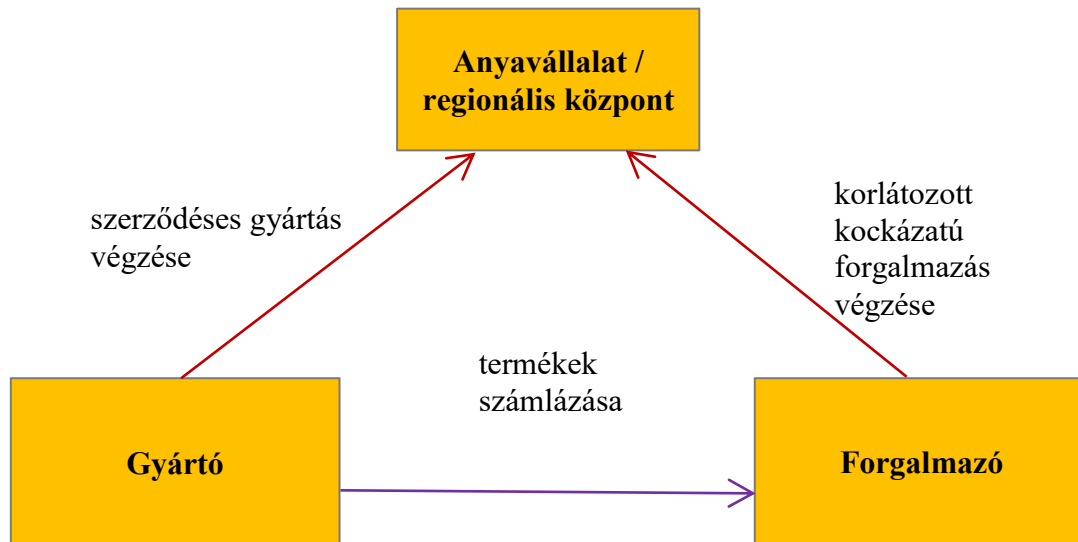 Anyavállalat /
regionális központ
szerződéses gyártás
végzése
korlátozott
kockázatú
forgalmazás
végzése
termékek
számlázása
Gyártó
Forgalmazó